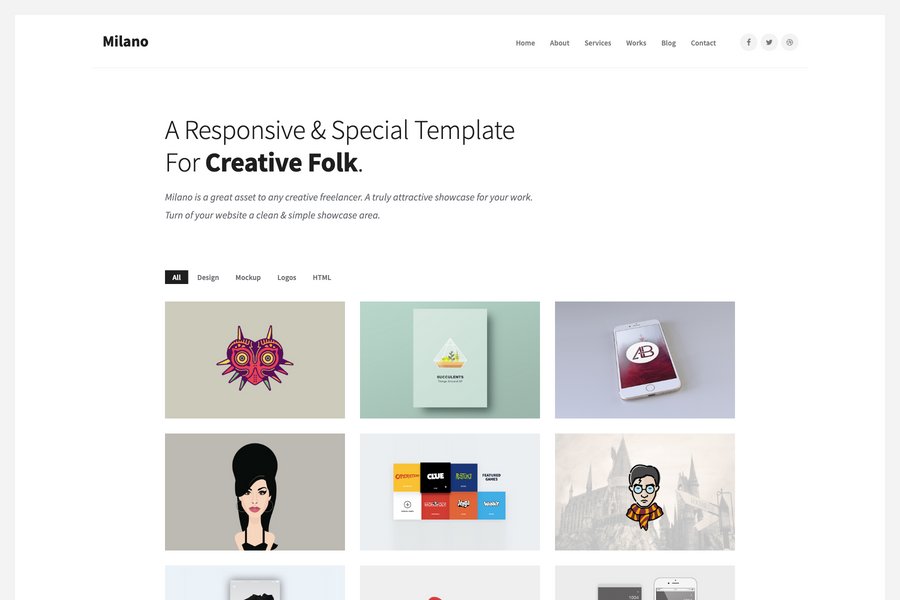 Milano
Home About Services Works Blog Contact
A Responsive & Special Template
For Creative Folk.
Milano is a great asset to any creative freelancer. A truly attractive showcase for your work.
Turn of your website a clean & simple showcase area.
All Design Mockup Logos HTML
SUCCULENTS
AB
CLUE
FEATURED
GAMES